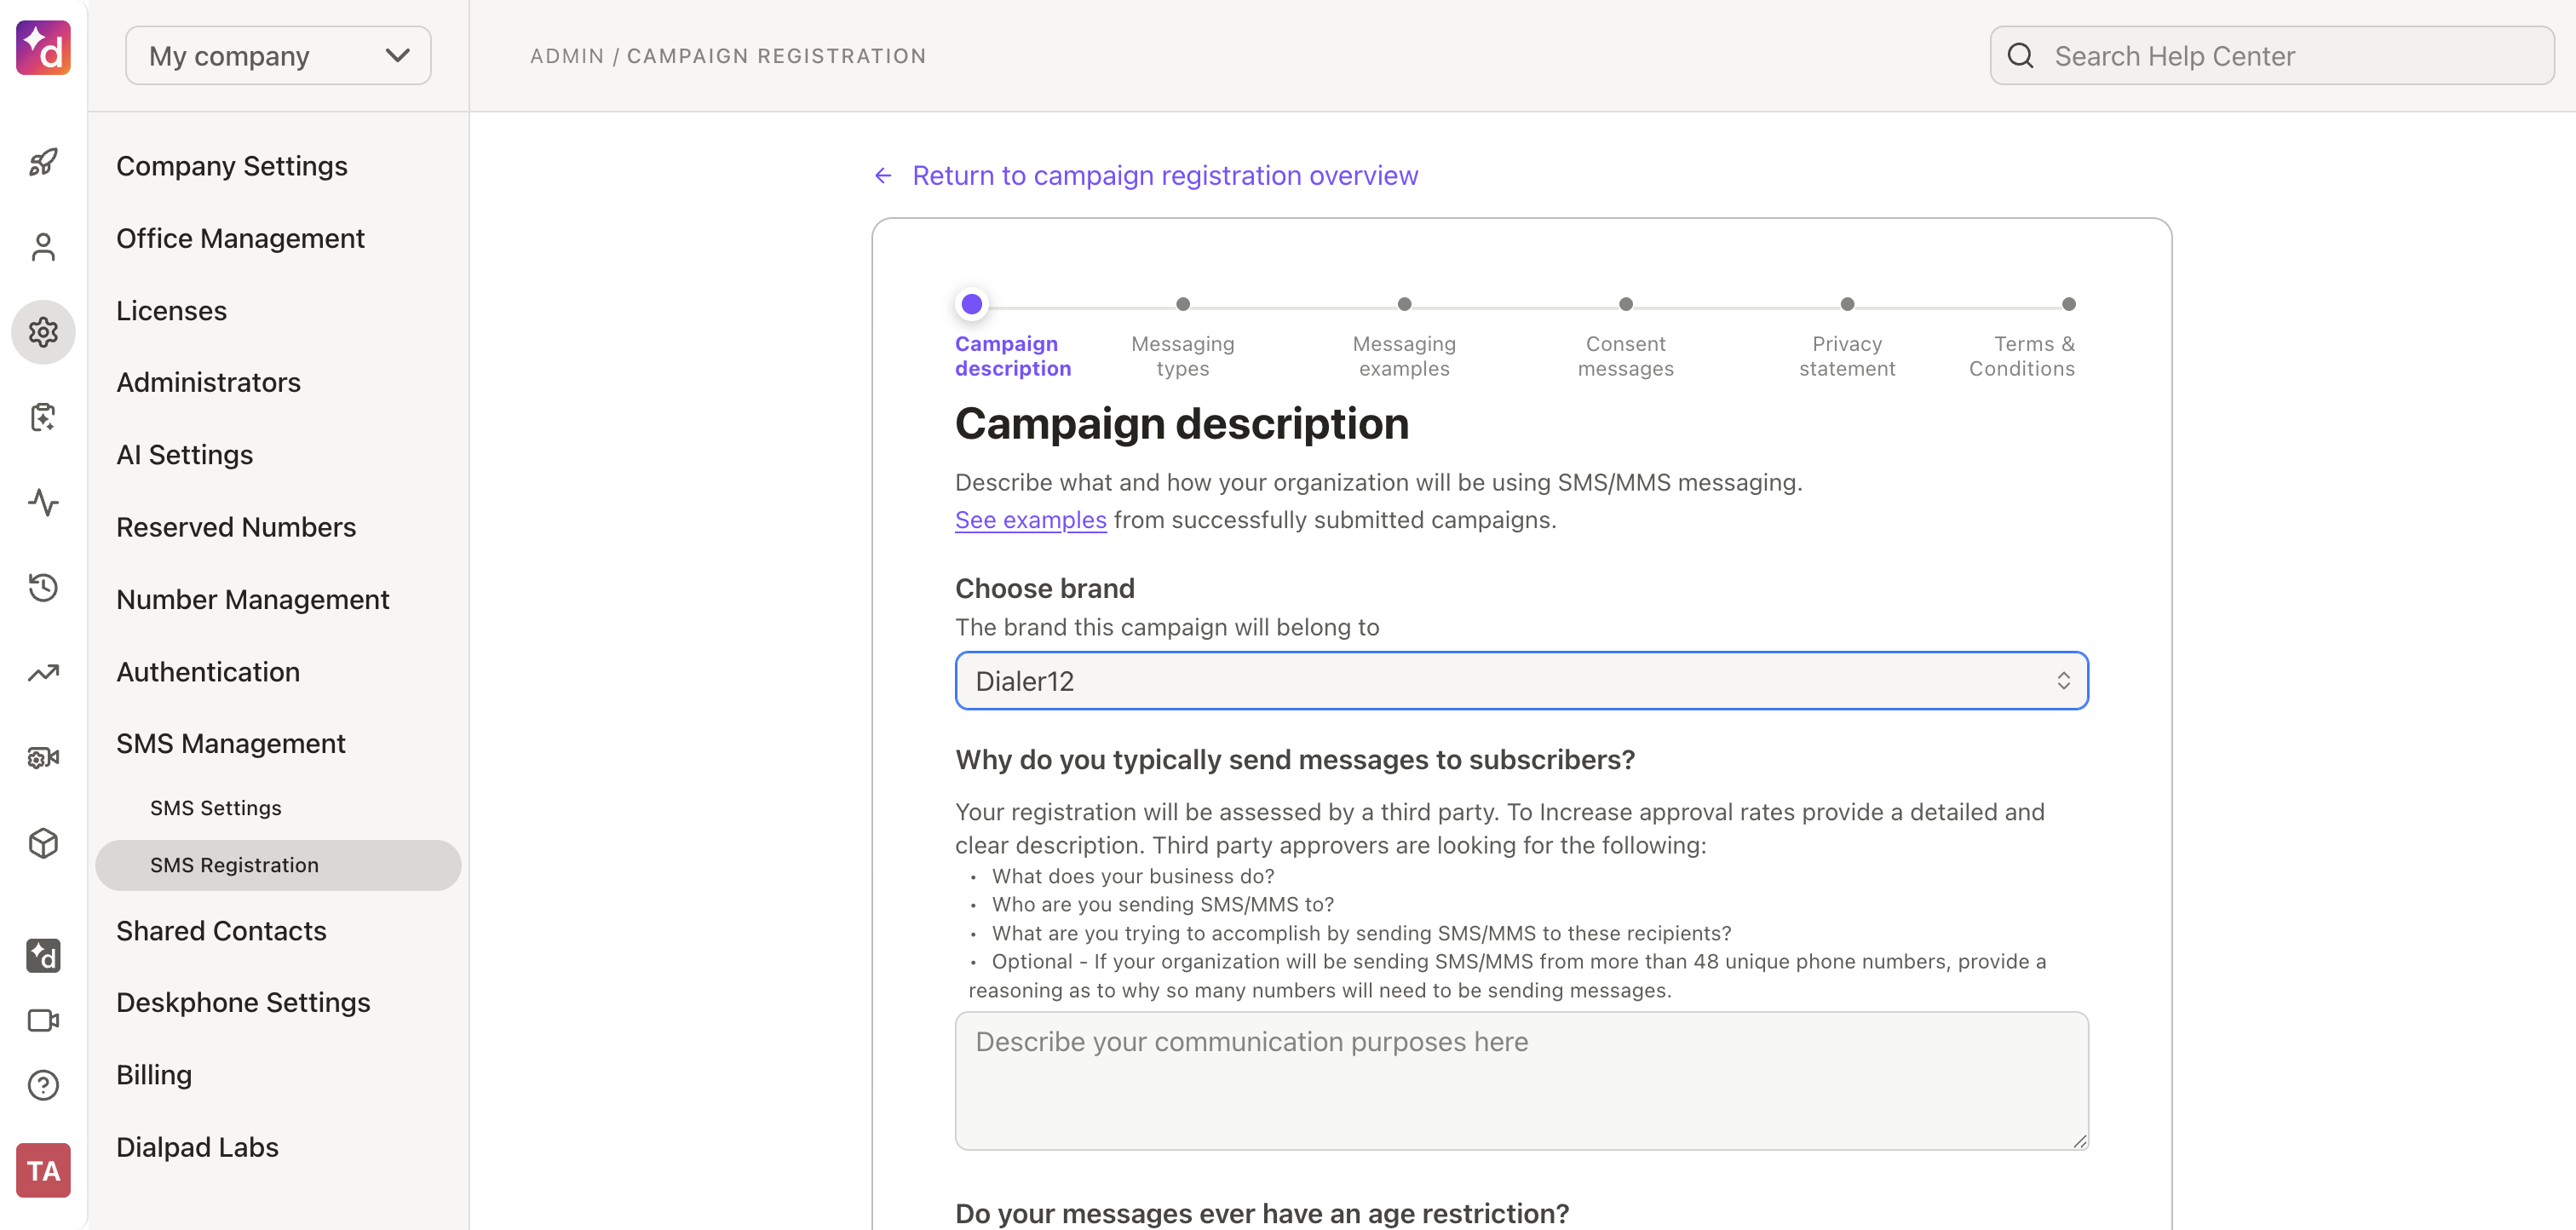 d
My company
ADMIN / CAMPAIGN REGISTRATION
Search Help Center
Company Settings
Office Management
Licenses
Administrators
AI Settings
Reserved Numbers
Number Management
Authentication
SMS Management
SMS Settings
SMS Registration
Shared Contacts
Deskphone Settings
Billing
Dialpad Labs
d
TA
← Return to campaign registration overview
Campaign
description
Messaging
types
Messaging
examples
Consent
messages
Privacy
statement
Terms &
Conditions
Campaign description
Describe what and how your organization will be using SMS/MMS messaging.
See examples from successfully submitted campaigns.
Choose brand
The brand this campaign will belong to
Dialer12
Why do you typically send messages to subscribers?
Your registration will be assessed by a third party. To Increase approval rates provide a detailed and
clear description. Third party approvers are looking for the following:
• What does your business do?
• Who are you sending SMS/MMS to?
• What are you trying to accomplish by sending SMS/MMS to these recipients?
• Optional - If your organization will be sending SMS/MMS from more than 48 unique phone numbers, provide a
reasoning as to why so many numbers will need to be sending messages.
Describe your communication purposes here
Do your messages ever have an age restriction?